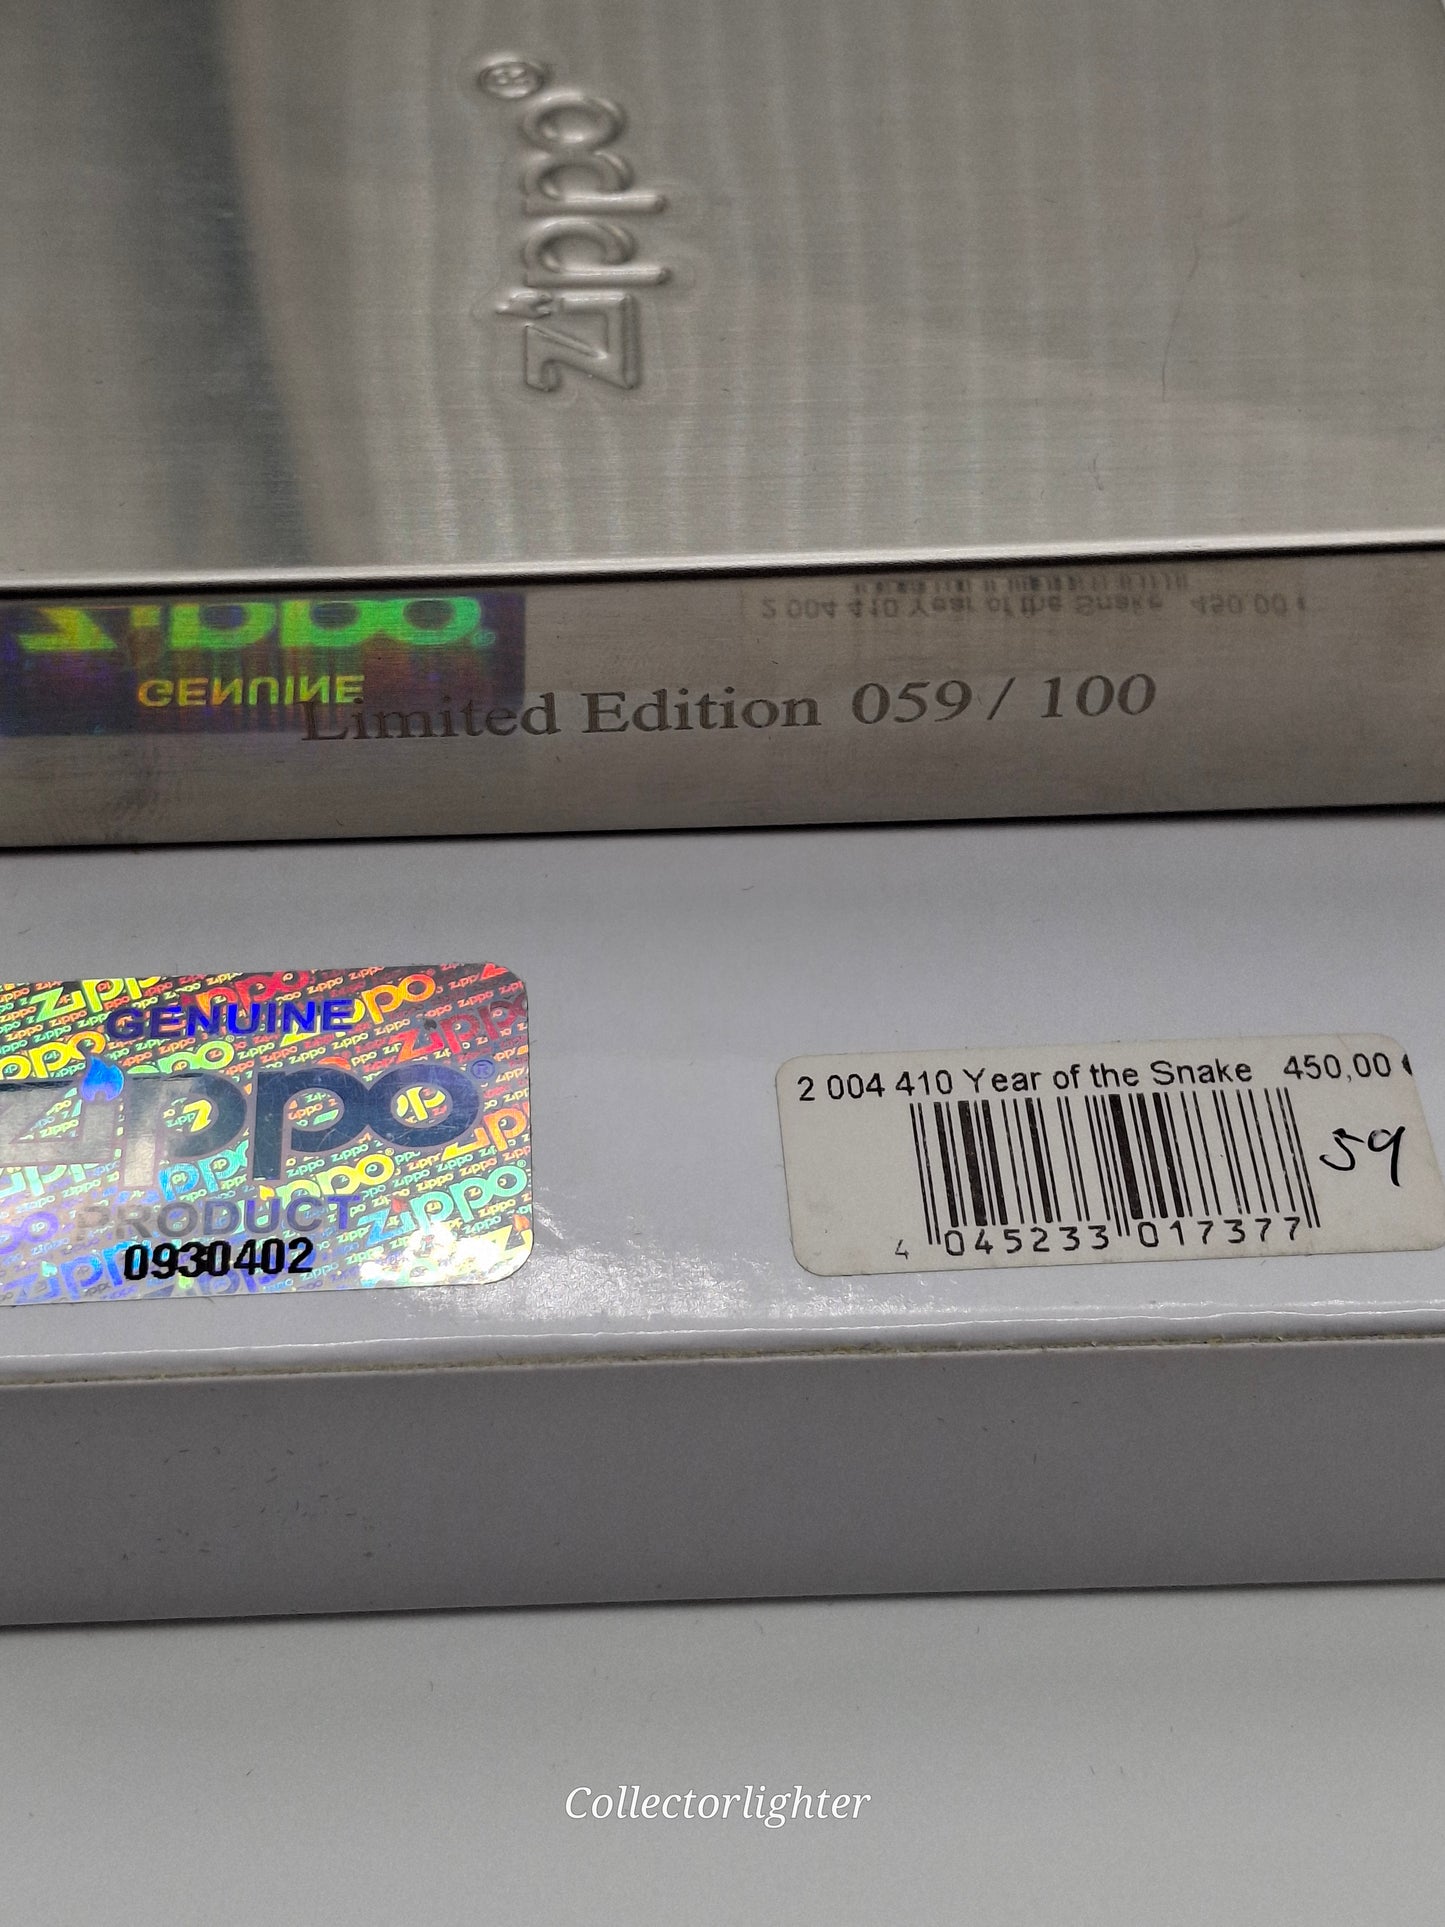 Zippo®
2 004 410 Year of the Snake 450 00 €
Zippo®
GENUINE
Limited Edition 059 / 100
GENUINE
Zippo®
PRODUCT
0930402
2 004 410 Year of the Snake 450,00 €
59
4 045233 017377
Collectorlighter